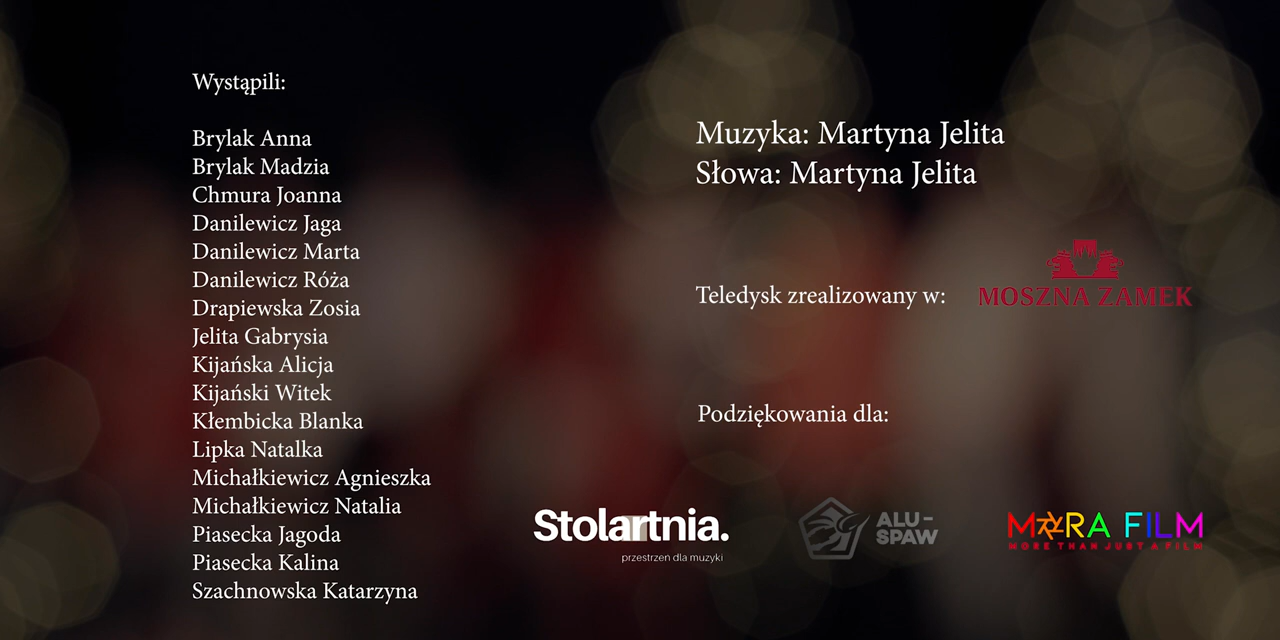 Wystąpili:
Brylak Anna
Brylak Madzia
Chmura Joanna
Danilewicz Jaga
Danilewicz Marta
Danilewicz Róża
Drapiewska Zosia
Jelita Gabrysia
Kijańska Alicja
Kijański Witek
Kłembicka Blanka
Lipka Natalka
Michałkiewicz Agnieszka
Michałkiewicz Natalia
Piasecka Jagoda
Piasecka Kalina
Szachnowska Katarzyna
Muzyka: Martyna Jelita
Słowa: Martyna Jelita
Teledysk zrealizowany w:
MOSZNA ZAMEK
Podziękowania dla:
Stolartnia.
przestrzeń dla muzyki
ALU-
SPAW
MORA FILM
MORE THAN JUST A FILM